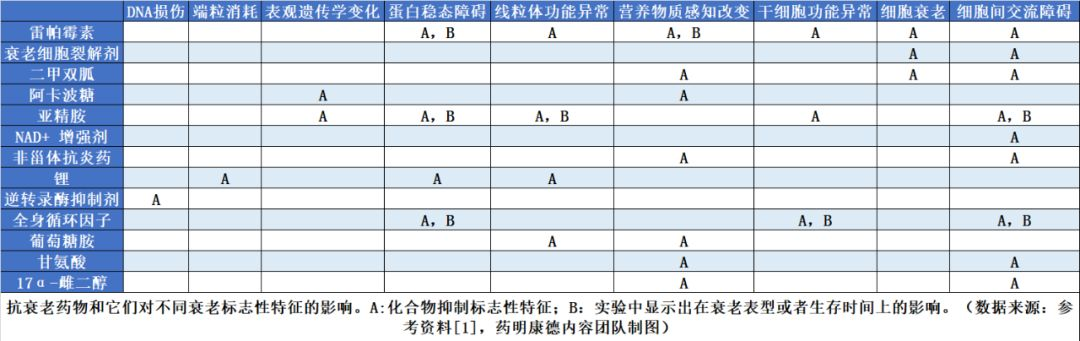 DNA损伤 端粒消耗 表观遗传学变化 蛋白稳态障碍 线粒体功能异常 营养物质感知改变 干细胞功能异常 细胞衰老 细胞间交流障碍
雷帕霉素 A, B A A, B A A A
衰老细胞裂解剂 A A
二甲双胍 A A A
阿卡波糖 A A
亚精胺 A A, B A, B A A, B
NAD+ 增强剂 A
非甾体抗炎药 A A
锂 A A A
逆转录酶抑制剂 A
全身循环因子 A, B A, B A, B
葡萄糖胺 A A
甘氨酸 A A
17α-雌二醇 A A
抗衰老药物和它们对不同衰老标志性特征的影响。A:化合物抑制标志性特征；B：实验中显示出在衰老表型或者生存时间上的影响。（数据来源：参
考资料[1]，药明康德内容团队制图）